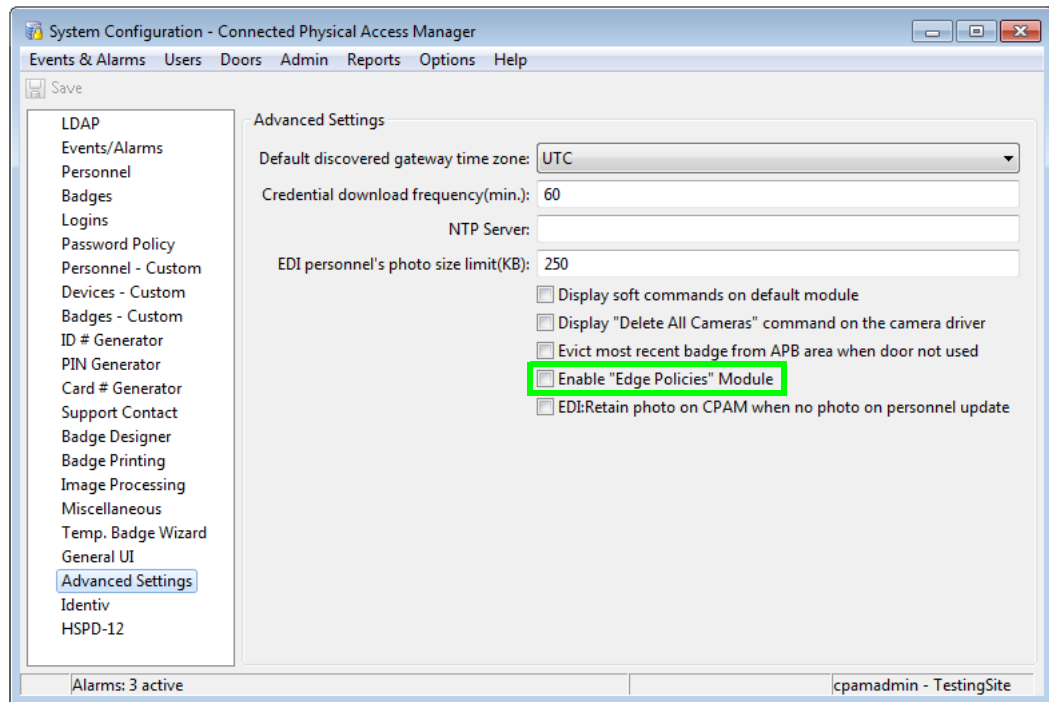 System Configuration - Connected Physical Access Manager
Events & Alarms Users Doors Admin Reports Options Help
Save
LDAP
Events/Alarms
Personnel
Badges
Logins
Password Policy
Personnel - Custom
Devices - Custom
Badges - Custom
ID # Generator
PIN Generator
Card # Generator
Support Contact
Badge Designer
Badge Printing
Image Processing
Miscellaneous
Temp. Badge Wizard
General UI
Advanced Settings
Identiv
HSPD-12
Advanced Settings
Default discovered gateway time zone: UTC
Credential download frequency(min.): 60
NTP Server:
EDI personnel's photo size limit(KB): 250
Display soft commands on default module
Display "Delete All Cameras" command on the camera driver
Evict most recent badge from APB area when door not used
Enable "Edge Policies" Module
EDI:Retain photo on CPAM when no photo on personnel update
Alarms: 3 active
cpamadmin - TestingSite